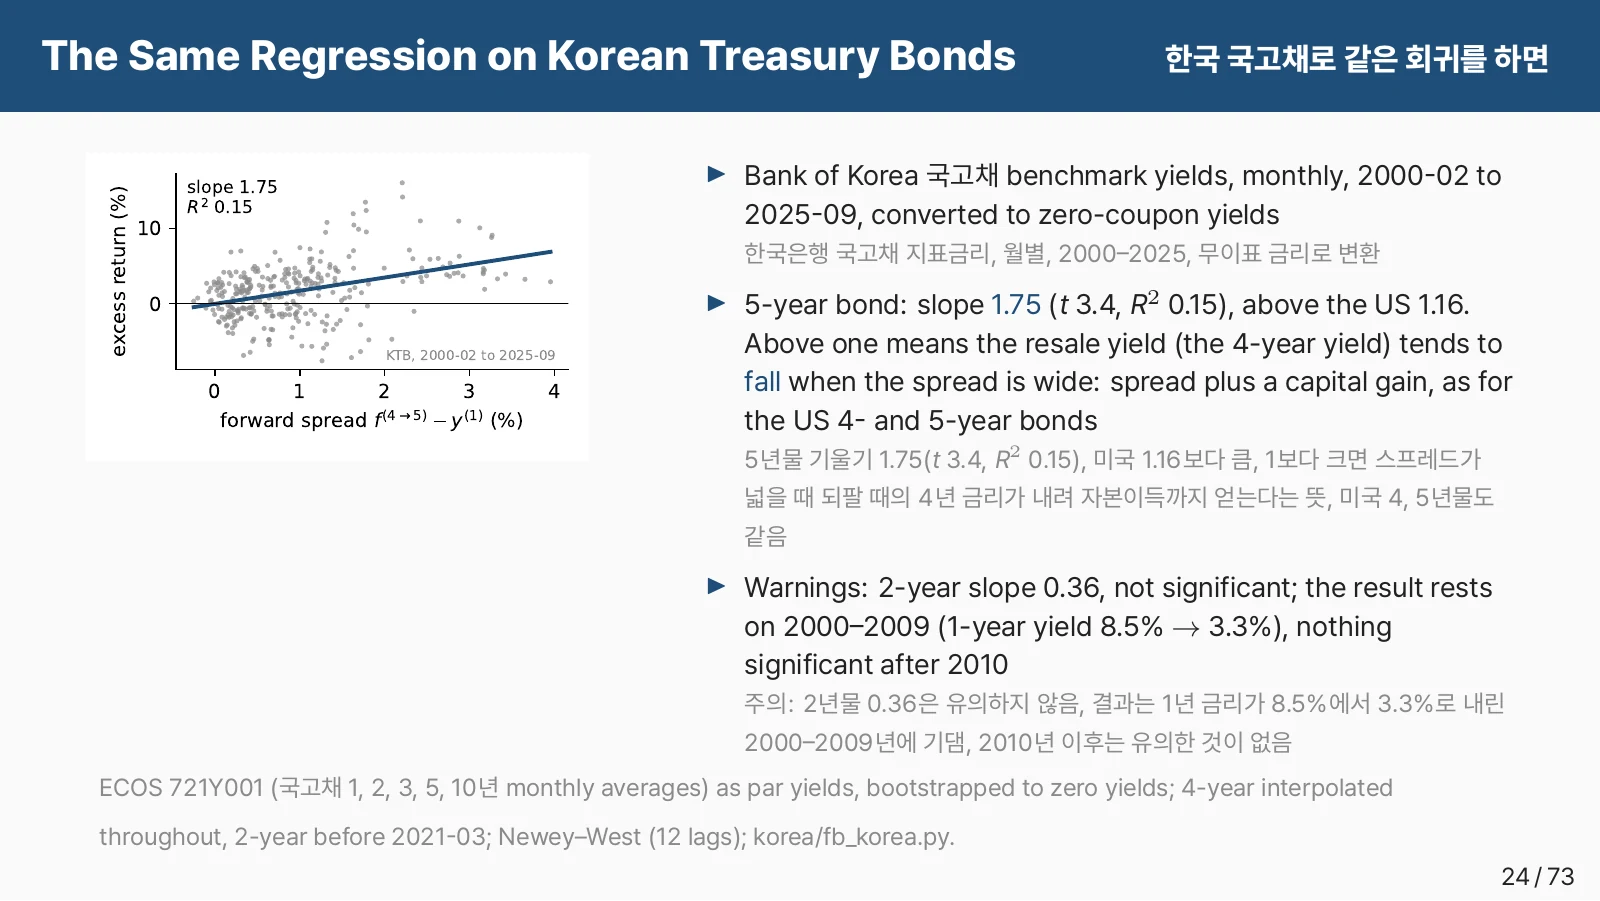 The Same Regression on Korean Treasury Bonds
한국 국고채로 같은 회귀를 하면
slope 1.75
R² 0.15
excess return (%)
10
0
KTB, 2000-02 to 2025-09
0 1 2 3 4
forward spread f^(4→5) − y^(1) (%)
▶ Bank of Korea 국고채 benchmark yields, monthly, 2000-02 to
2025-09, converted to zero-coupon yields
한국은행 국고채 지표금리, 월별, 2000–2025, 무이표 금리로 변환
▶ 5-year bond: slope 1.75 (t 3.4, R² 0.15), above the US 1.16.
Above one means the resale yield (the 4-year yield) tends to
fall when the spread is wide: spread plus a capital gain, as for
the US 4- and 5-year bonds
5년물 기울기 1.75(t 3.4, R² 0.15), 미국 1.16보다 큼, 1보다 크면 스프레드가
넓을 때 되팔 때의 4년 금리가 내려 자본이득까지 얻는다는 뜻, 미국 4, 5년물도
같음
▶ Warnings: 2-year slope 0.36, not significant; the result rests
on 2000–2009 (1-year yield 8.5% → 3.3%), nothing
significant after 2010
주의: 2년물 0.36은 유의하지 않음, 결과는 1년 금리가 8.5%에서 3.3%로 내린
2000–2009년에 기댐, 2010년 이후는 유의한 것이 없음
ECOS 721Y001 (국고채 1, 2, 3, 5, 10년 monthly averages) as par yields, bootstrapped to zero yields; 4-year interpolated
throughout, 2-year before 2021-03; Newey–West (12 lags); korea/fb_korea.py.
24 / 73